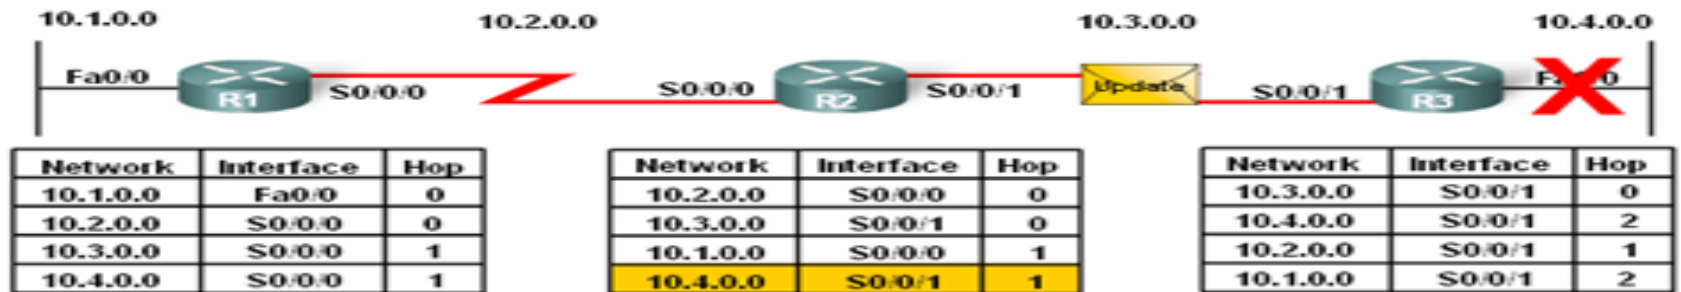 10.1.0.0 10.2.0.0 10.3.0.0 10.4.0.0
Fa0/0 R1 S0/0/0 S0/0/0 R2 S0/0/1 Update S0/0/1 R3
Network Interface Hop Network Interface Hop Network Interface Hop
10.1.0.0 Fa0/0 0 10.2.0.0 S0/0/0 0 10.3.0.0 S0/0/1 0
10.2.0.0 S0/0/0 0 10.3.0.0 S0/0/1 0 10.4.0.0 S0/0/1 2
10.3.0.0 S0/0/0 1 10.1.0.0 S0/0/0 1 10.2.0.0 S0/0/1 1
10.4.0.0 S0/0/0 1 10.4.0.0 S0/0/1 1 10.1.0.0 S0/0/1 2